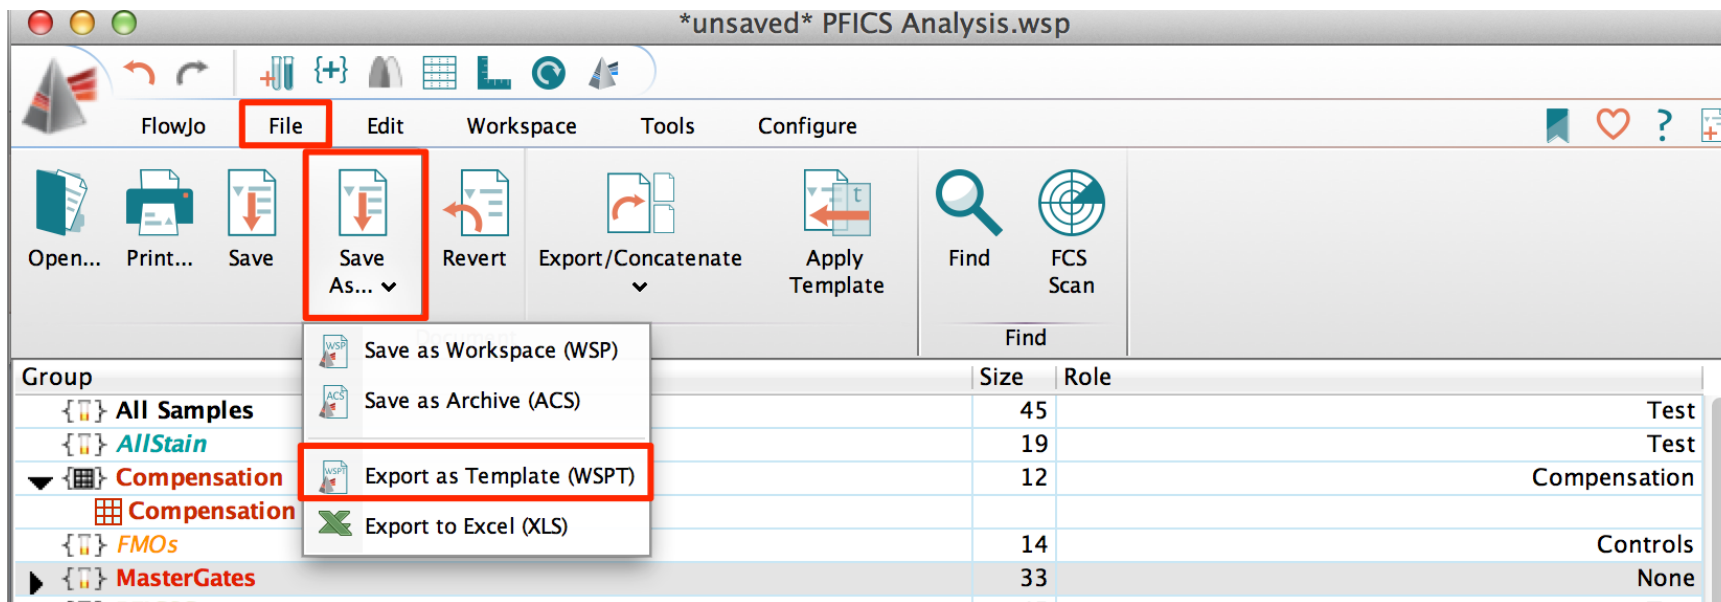 *unsaved* PFICS Analysis.wsp
{+}
FlowJo File Edit Workspace Tools Configure
?
t
Open... Print... Save Save As... Revert Export/Concatenate Apply Template Find FCS Scan
Find
WSP Save as Workspace (WSP)
ACS Save as Archive (ACS)
WSPT Export as Template (WSPT)
Export to Excel (XLS)
Group Size Role
All Samples 45 Test
AllStain 19 Test
Compensation 12 Compensation
Compensation
FMOs 14 Controls
MasterGates 33 None